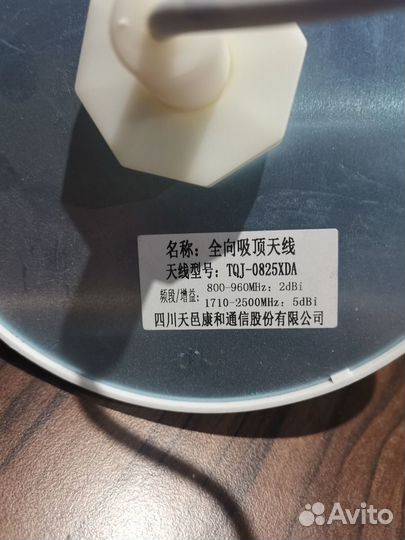 名称：全向吸顶天线
天线型号：TQJ-0825XDA
频段/增益：800-960MHz：2dBi
1710-2500MHz：5dBi
四川天邑康和通信股份有限公司
Avito